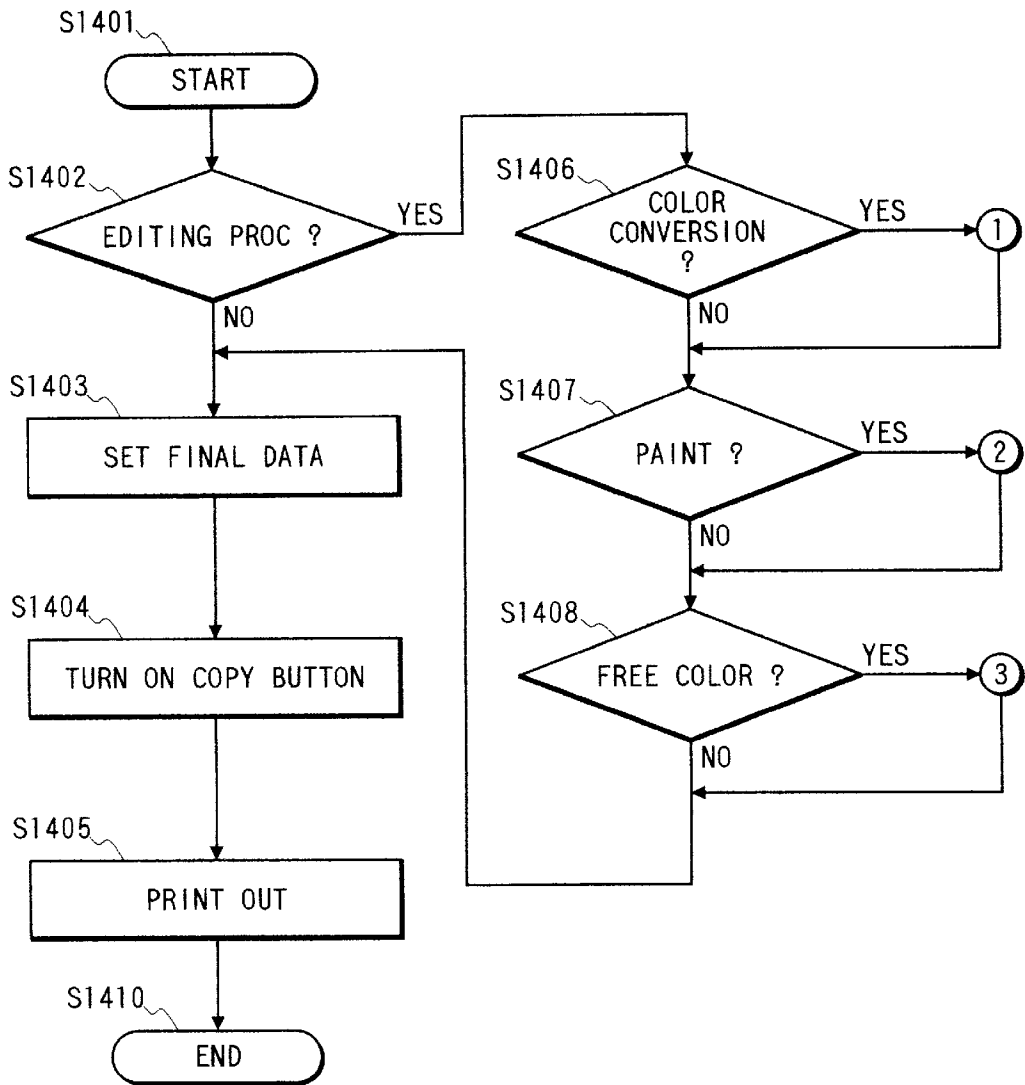 S1401
START
S1402
EDITING PROC ?
YES
NO
S1403
SET FINAL DATA
S1404
TURN ON COPY BUTTON
S1405
PRINT OUT
S1410
END
S1406
COLOR
CONVERSION
?
YES
1
NO
S1407
PAINT ?
YES
2
NO
S1408
FREE COLOR ?
YES
3
NO